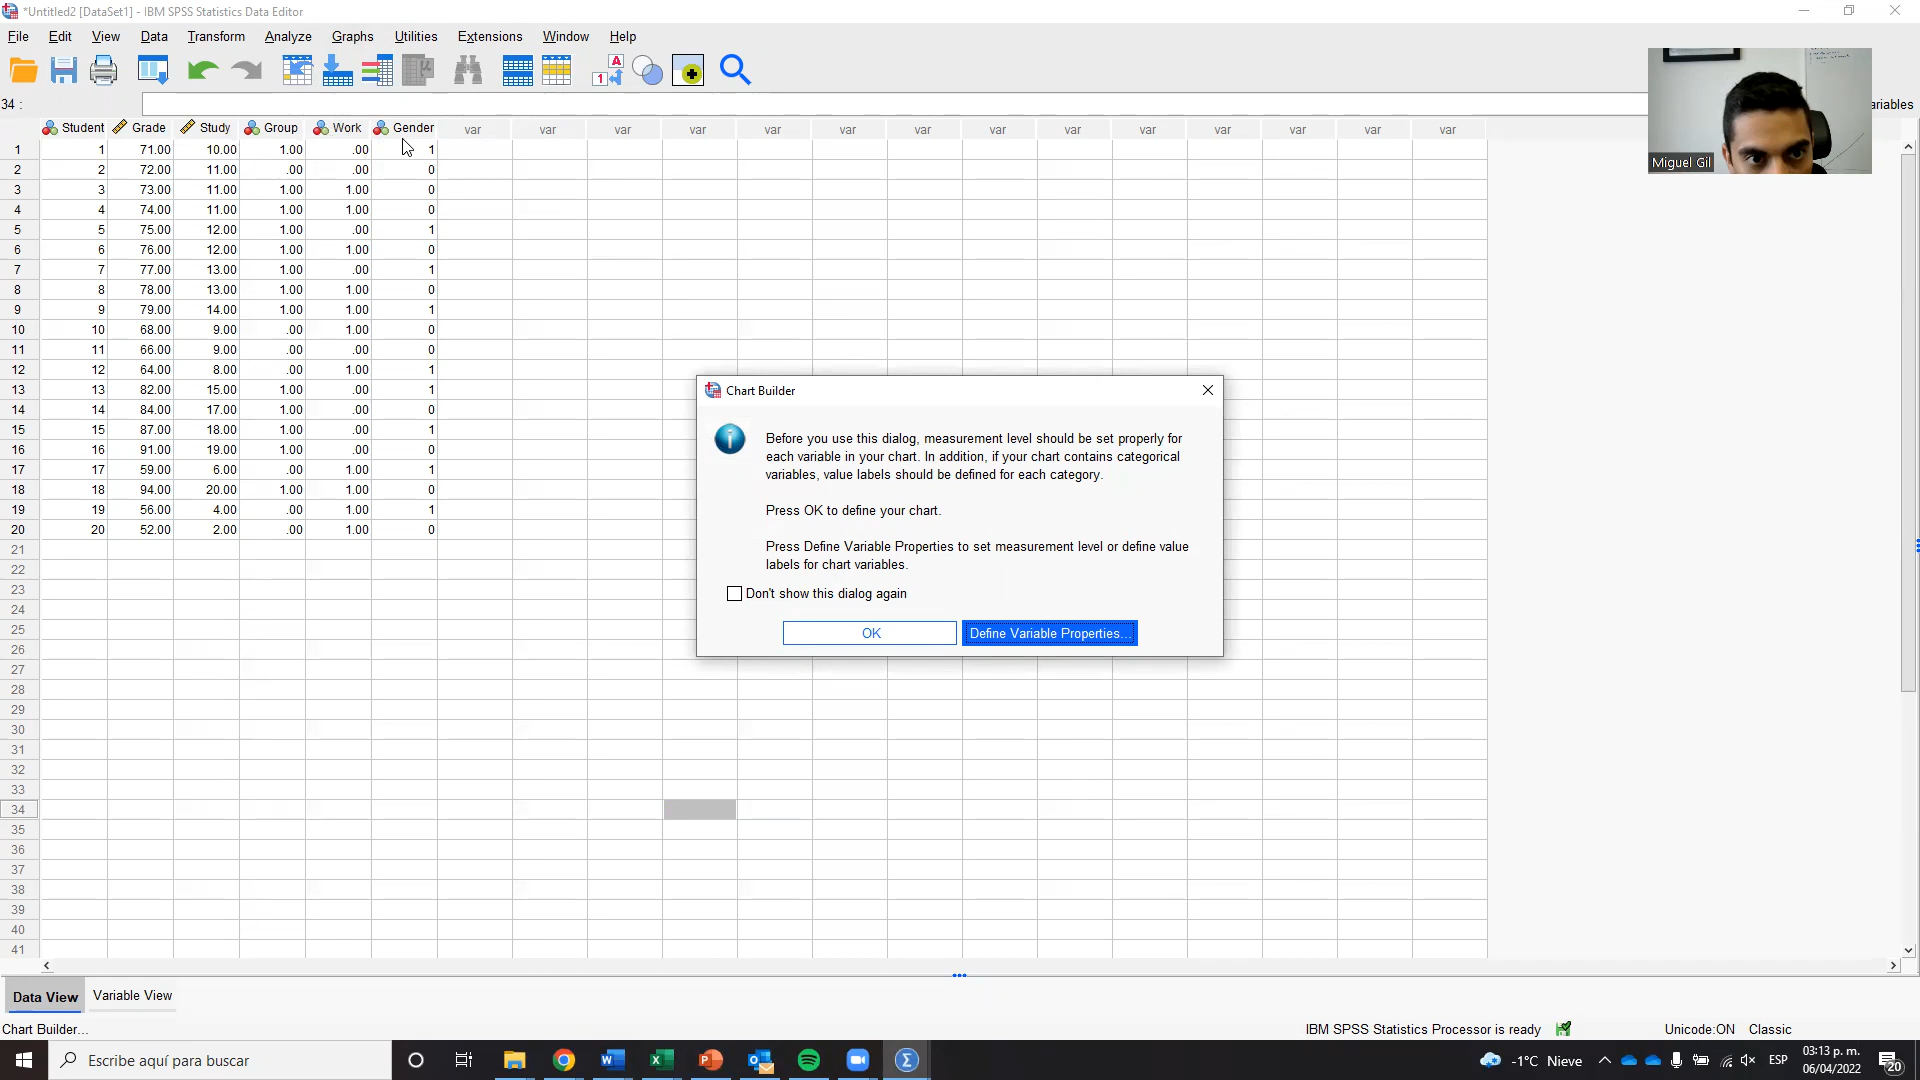 *Untitled2 [DataSet1] - IBM SPSS Statistics Data Editor
File Edit View Data Transform Analyze Graphs Utilities Extensions Window Help
34 :
ariables
Student Grade Study Group Work Gender var var var var var var var var var var var var var var
1 1 71.00 10.00 1.00 .00 1
2 2 72.00 11.00 .00 .00 0
3 3 73.00 11.00 1.00 1.00 0
4 4 74.00 11.00 1.00 1.00 0
5 5 75.00 12.00 1.00 .00 1
6 6 76.00 12.00 1.00 1.00 0
7 7 77.00 13.00 1.00 .00 1
8 8 78.00 13.00 1.00 1.00 0
9 9 79.00 14.00 1.00 1.00 1
10 10 68.00 9.00 .00 1.00 0
11 11 66.00 9.00 .00 .00 0
12 12 64.00 8.00 .00 1.00 1
13 13 82.00 15.00 1.00 .00 1
14 14 84.00 17.00 1.00 .00 0
15 15 87.00 18.00 1.00 .00 1
16 16 91.00 19.00 1.00 .00 0
17 17 59.00 6.00 .00 1.00 1
18 18 94.00 20.00 1.00 1.00 0
19 19 56.00 4.00 .00 1.00 1
20 20 52.00 2.00 .00 1.00 0
21
22
23
24
25
26
27
28
29
30
31
32
33
34
35
36
37
38
39
40
41
Miguel Gil
Chart Builder
Before you use this dialog, measurement level should be set properly for
each variable in your chart. In addition, if your chart contains categorical
variables, value labels should be defined for each category.
Press OK to define your chart.
Press Define Variable Properties to set measurement level or define value
labels for chart variables.
Don't show this dialog again
OK Define Variable Properties...
Data View Variable View
Chart Builder... IBM SPSS Statistics Processor is ready Unicode:ON Classic
Escribe aquí para buscar
-1°C Nieve ESP
03:13 p. m.
06/04/2022
20